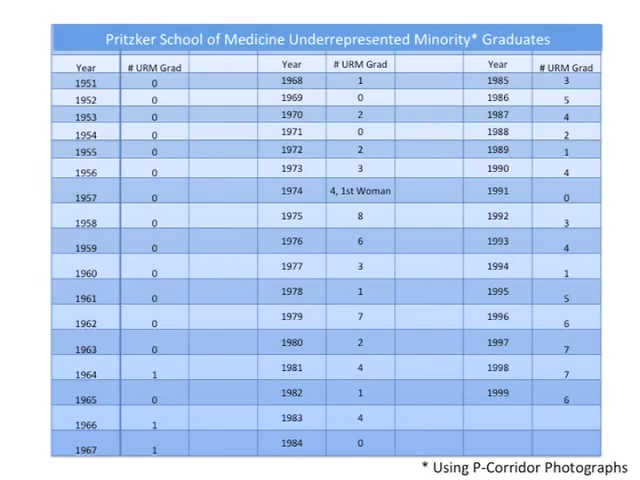 Pritzker School of Medicine Underrepresented Minority* Graduates
Year # URM Grad Year # URM Grad Year # URM Grad
1951 0 1968 1 1985 3
1952 0 1969 0 1986 5
1953 0 1970 2 1987 4
1954 0 1971 0 1988 2
1955 0 1972 2 1989 1
1956 0 1973 3 1990 4
1957 0 1974 4, 1st Woman 1991 0
1958 0 1975 8 1992 3
1959 0 1976 6 1993 4
1960 0 1977 3 1994 1
1961 0 1978 1 1995 5
1962 0 1979 7 1996 6
1963 0 1980 2 1997 7
1964 1 1981 4 1998 7
1965 0 1982 1 1999 6
1966 1 1983 4
1967 1 1984 0
* Using P-Corridor Photographs